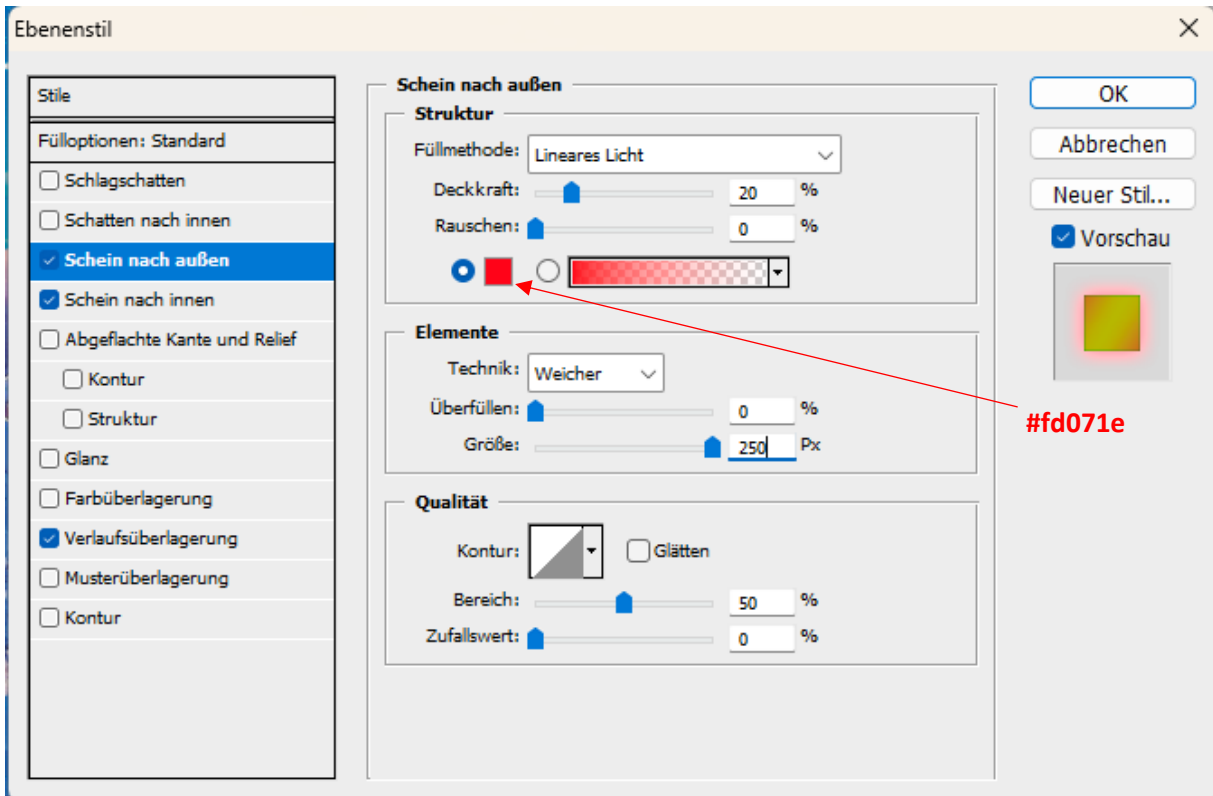 Ebenenstil
Stile
Fülloptionen: Standard
Schlagschatten
Schatten nach innen
Schein nach außen
Schein nach innen
Abgeflachte Kante und Relief
Kontur
Struktur
Glanz
Farbüberlagerung
Verlaufsüberlagerung
Musterüberlagerung
Kontur
Schein nach außen
Struktur
Füllmethode: Lineares Licht
Deckkraft: 20 %
Rauschen: 0 %
Elemente
Technik: Weicher
Überfüllen: 0 %
Größe: 250 Px
Qualität
Kontur: Glätten
Bereich: 50 %
Zufallswert: 0 %
OK
Abbrechen
Neuer Stil...
Vorschau
#fd071e